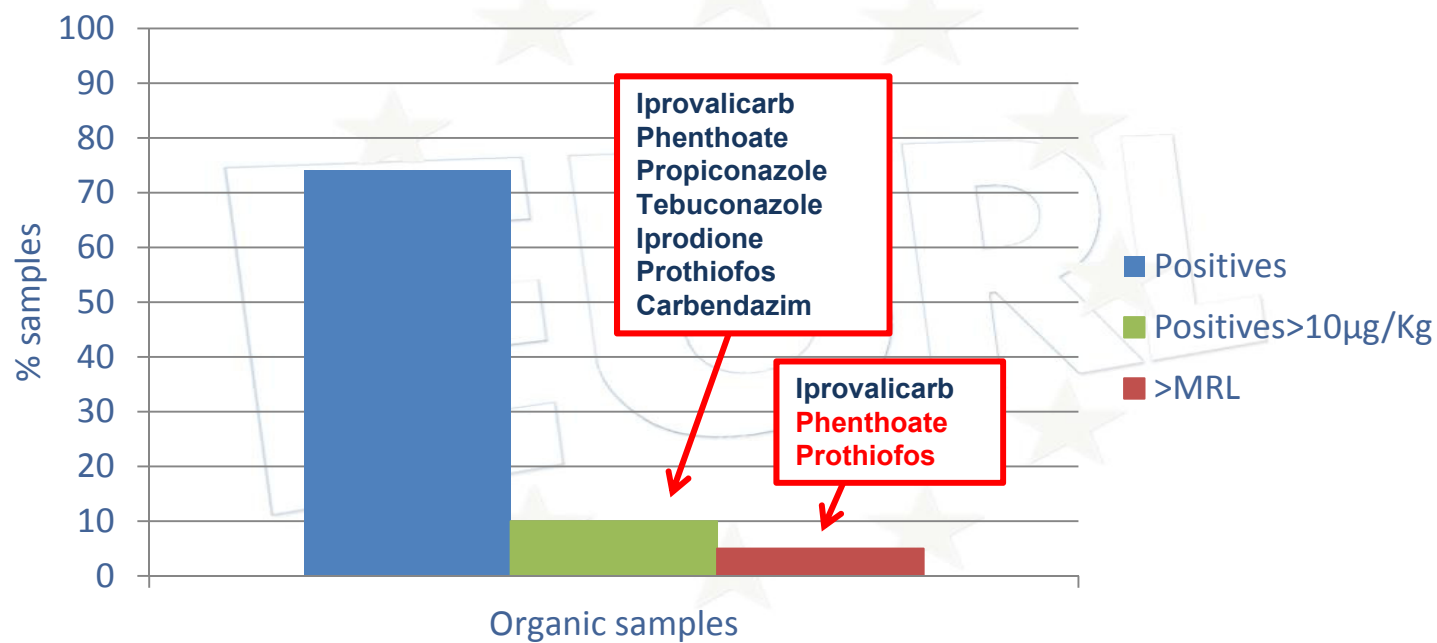 100
90
80
70
60
50
40
30
20
10
0
% samples
Iprovalicarb
Phenthoate
Propiconazole
Tebuconazole
Iprodione
Prothiofos
Carbendazim
Iprovalicarb
Phenthoate
Prothiofos
Positives
Positives>10µg/Kg
>MRL
Organic samples
EURL